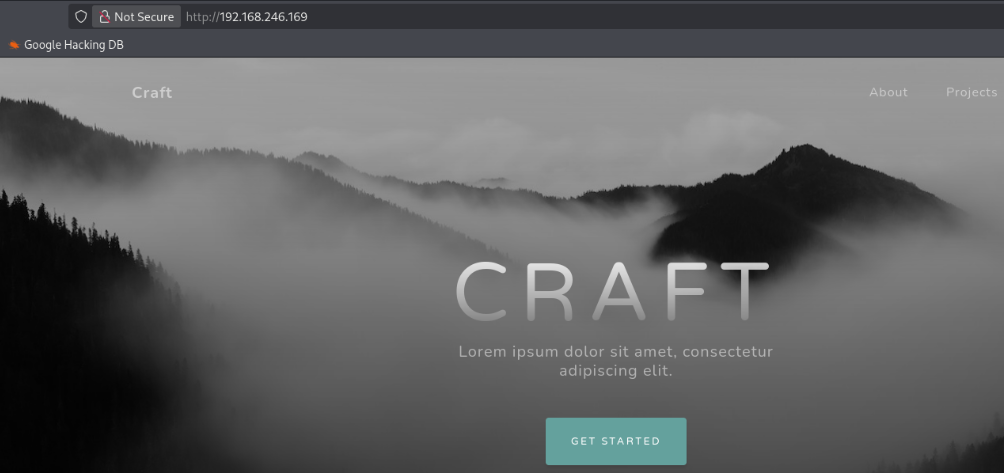 Not Secure http://192.168.246.169
Google Hacking DB
Craft About Projects
CRAFT
Lorem ipsum dolor sit amet, consectetur
adipiscing elit.
GET STARTED